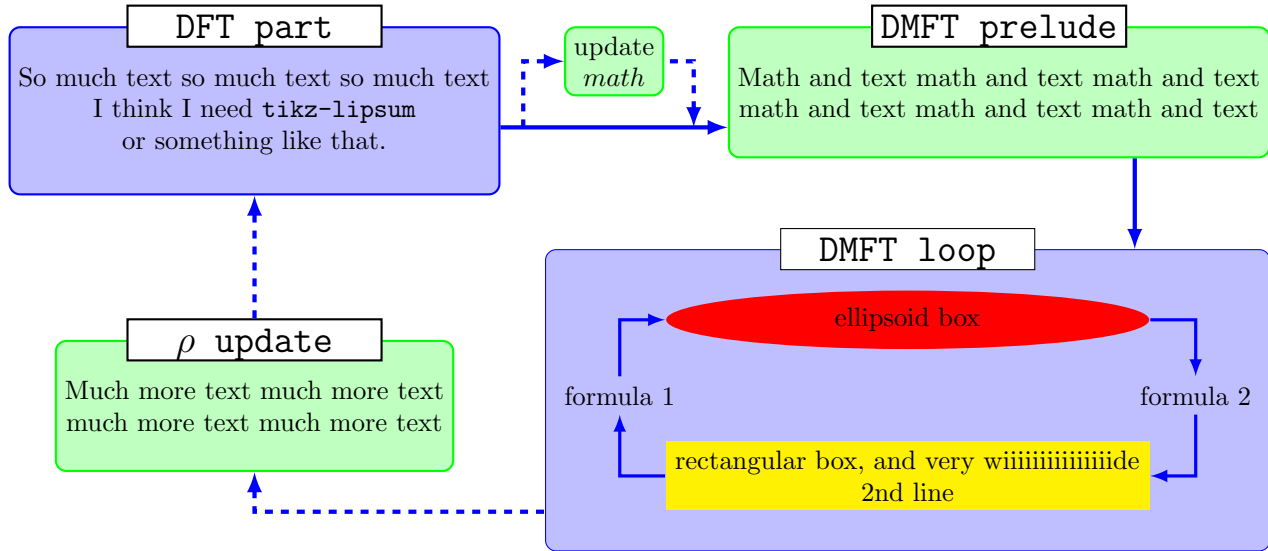 DFT part
So much text so much text so much text
I think I need tikz-lipsum
or something like that.
update
math
DMFT prelude
Math and text math and text math and text
math and text math and text math and text
DMFT loop
ellipsoid box
formula 1
formula 2
rectangular box, and very wiiiiiiiiiiiiiiide
2nd line
ρ update
Much more text much more text
much more text much more text